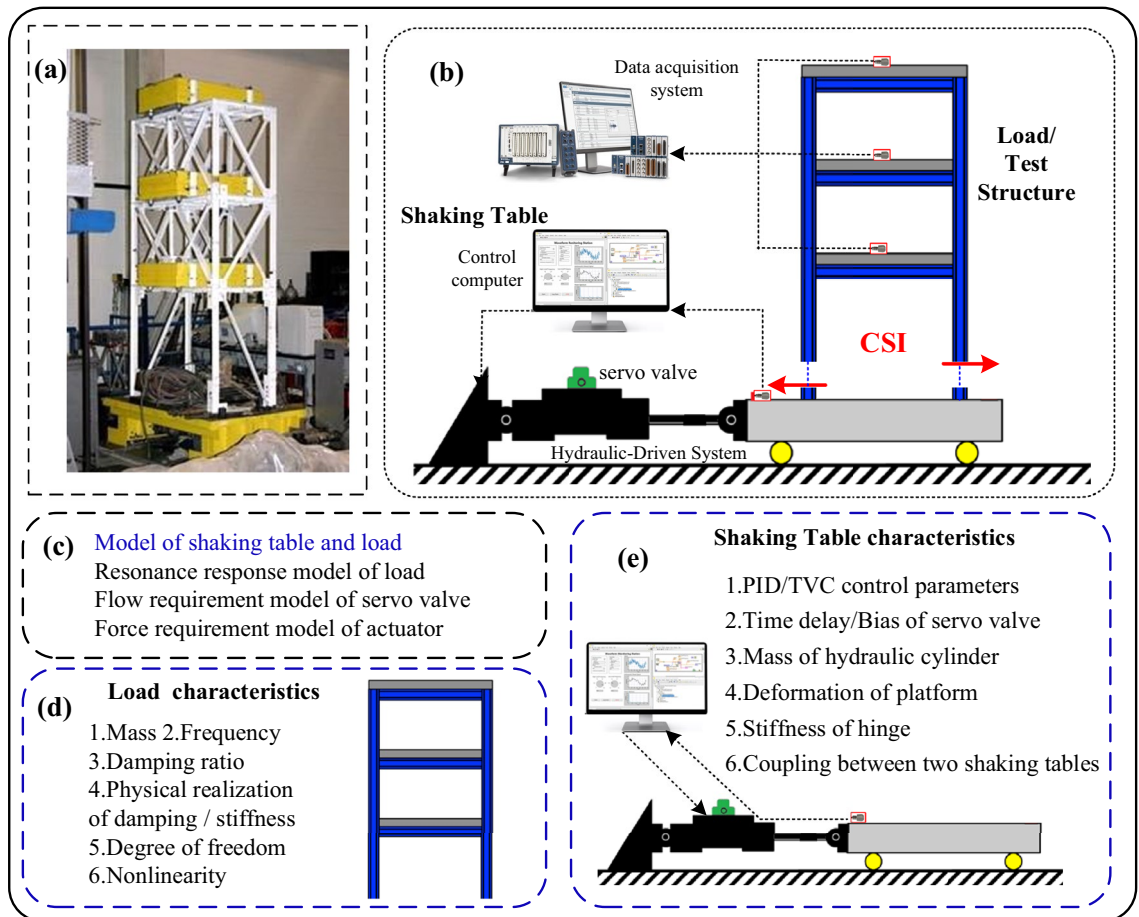 (a)
(b)
Data acquisition
system
Load/
Test
Structure
Shaking Table
Control
computer
CSI
servo valve
Hydraulic-Driven System
(c)
Model of shaking table and load
Resonance response model of load
Flow requirement model of servo valve
Force requirement model of actuator
(d)
Load characteristics
1.Mass 2.Frequency
3.Damping ratio
4.Physical realization
of damping / stiffness
5.Degree of freedom
6.Nonlinearity
(e)
Shaking Table characteristics
1.PID/TVC control parameters
2.Time delay/Bias of servo valve
3.Mass of hydraulic cylinder
4.Deformation of platform
5.Stiffness of hinge
6.Coupling between two shaking tables